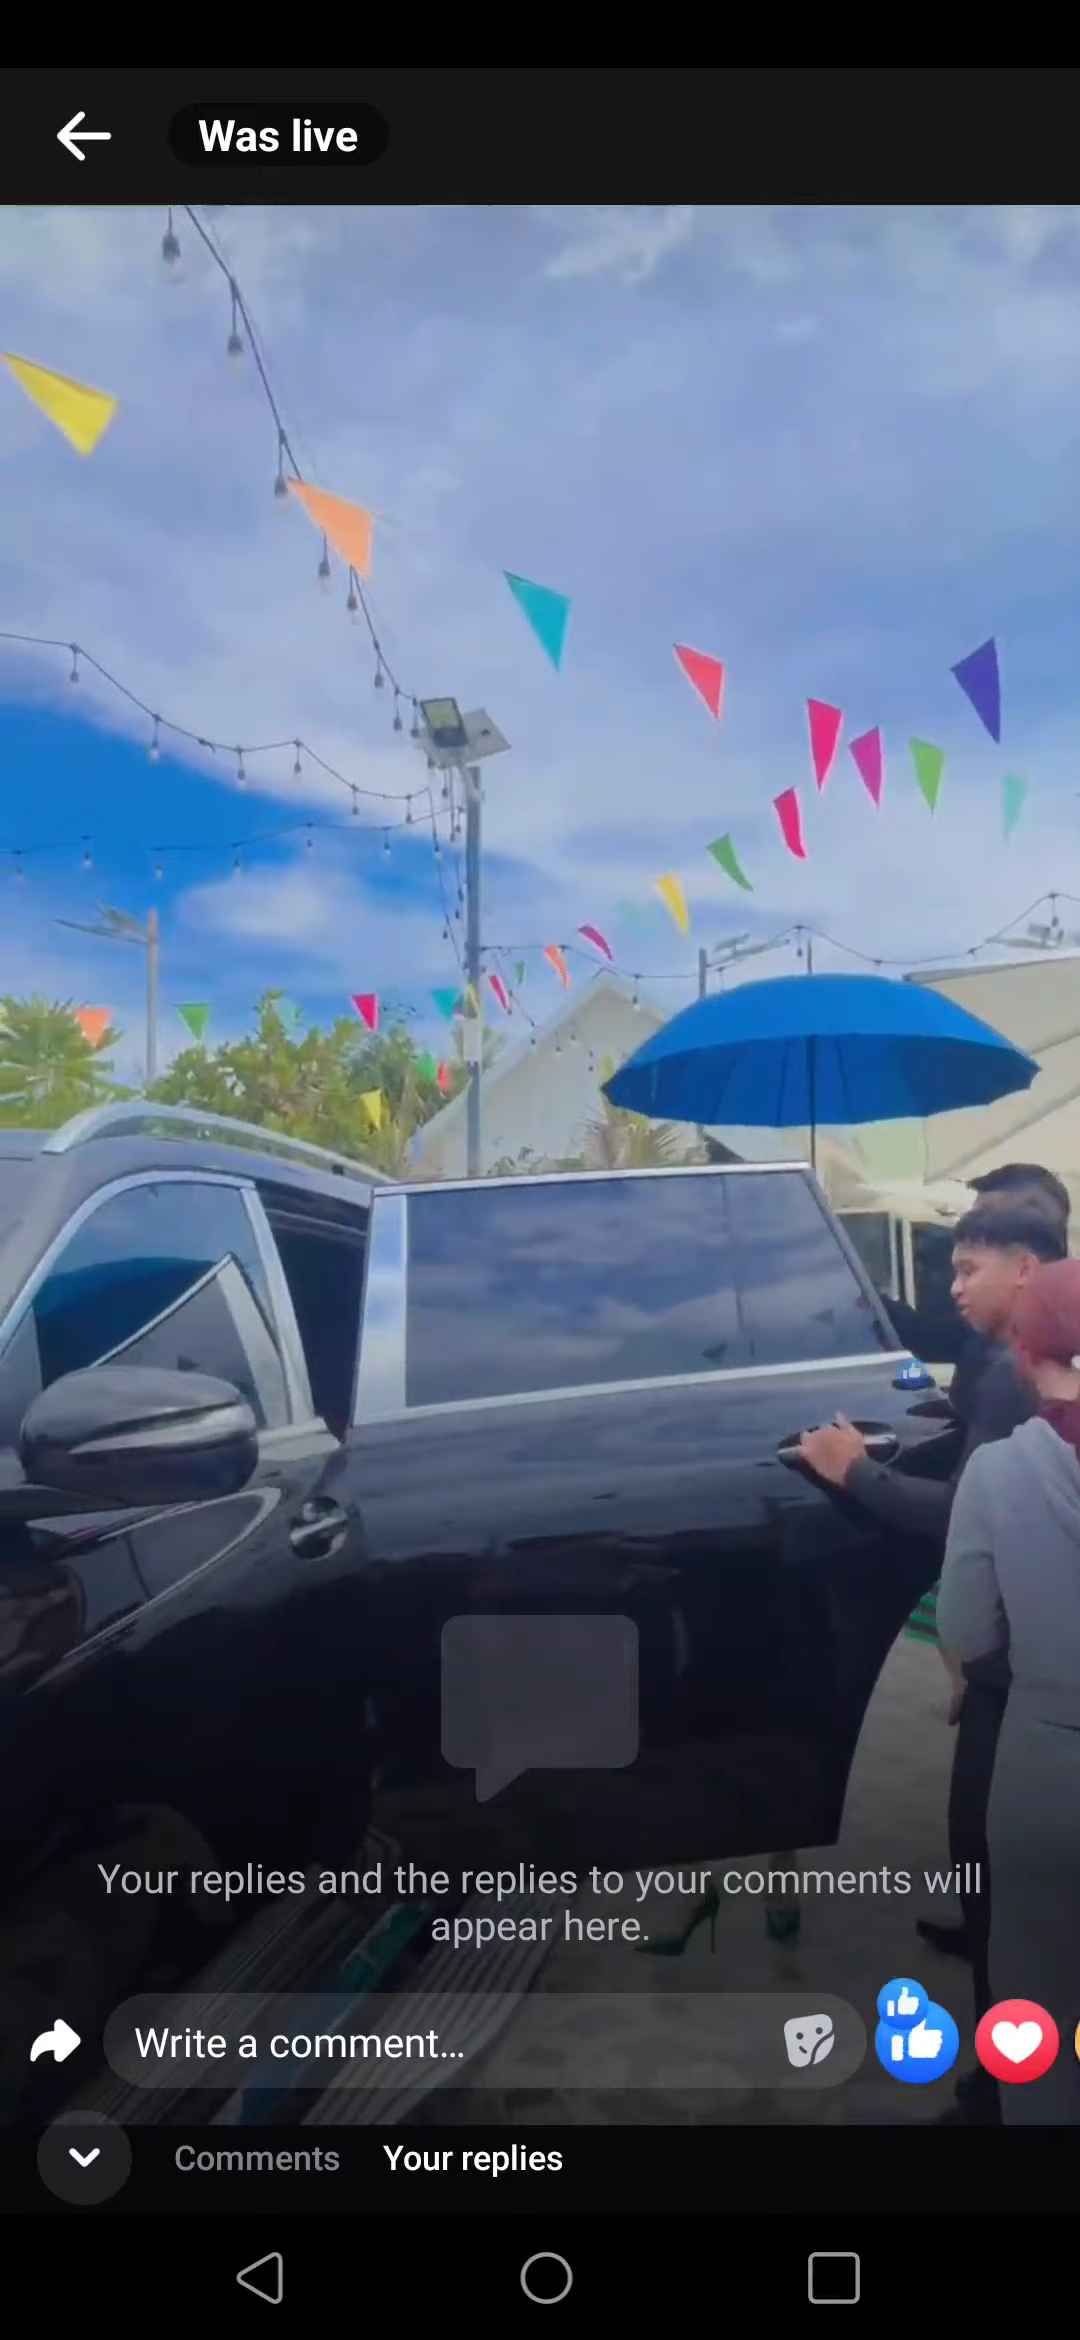 Was live
Your replies and the replies to your comments will
appear here.
Write a comment...
Comments
Your replies